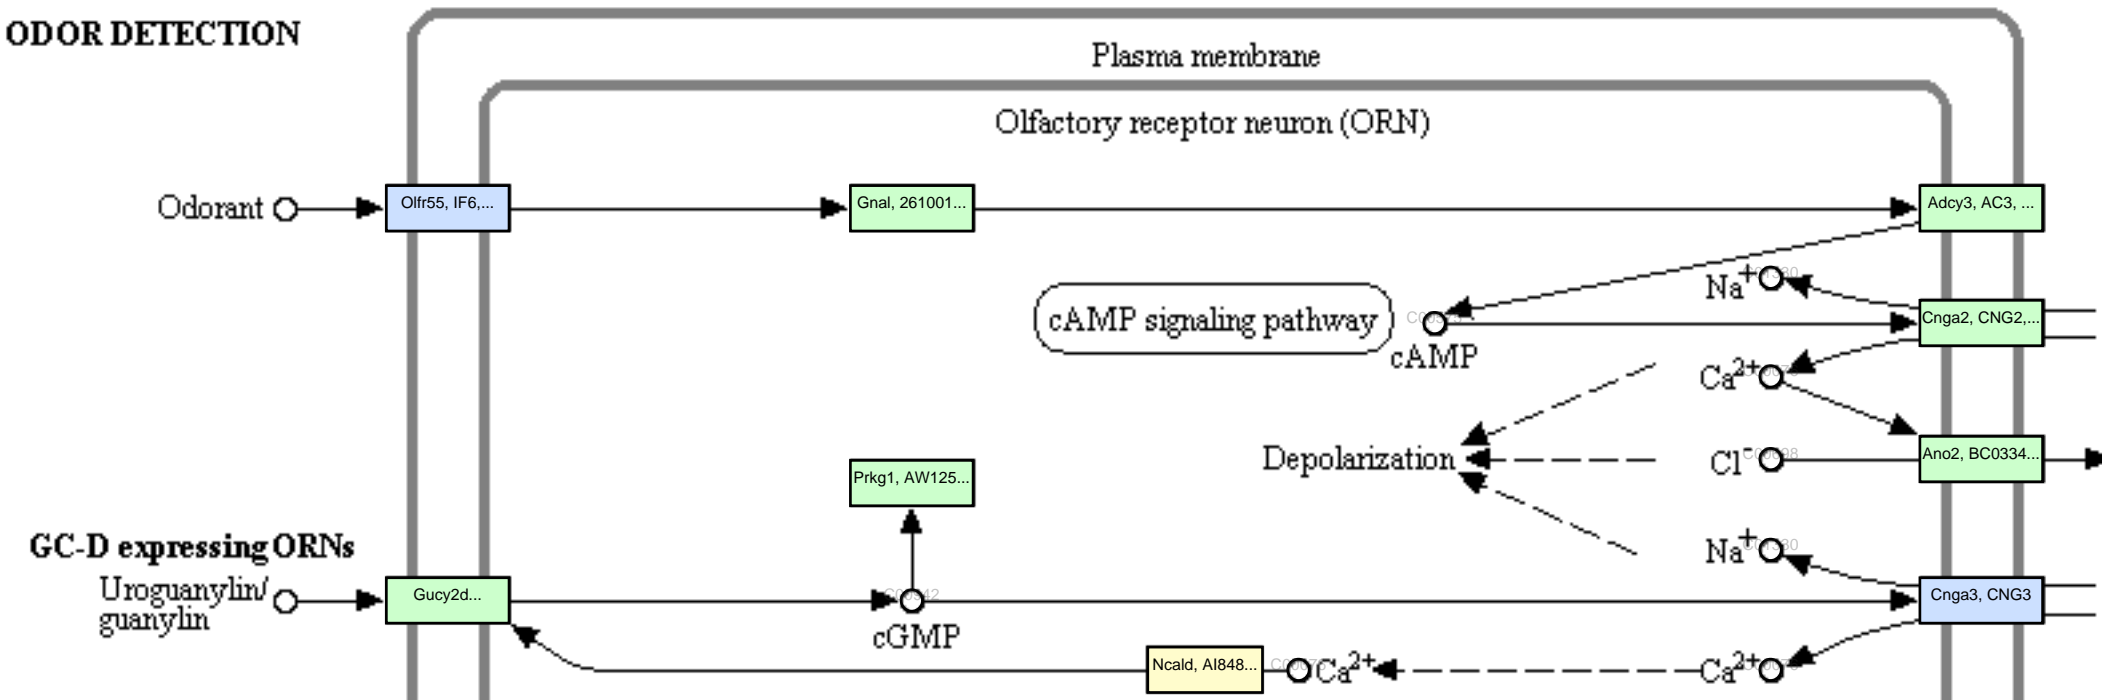 ODOR DETECTION
Plasma membrane
Olfactory receptor neuron (ORN)
Odorant
Olfr55, IF6,...
Gnal, 261001...
Adcy3, AC3, ...
Na+
cAMP signaling pathway
Cnga2, CNG2,...
cAMP
Ca2+
Depolarization
Cl-
Ano2, BC0334...
Prkg1, AW125...
GC-D expressing ORNs
Na+
Uroguanylin/
guanylin
Gucy2d...
Cnga3, CNG3
cGMP
Ncald, AI848...
Ca2+
Ca2+